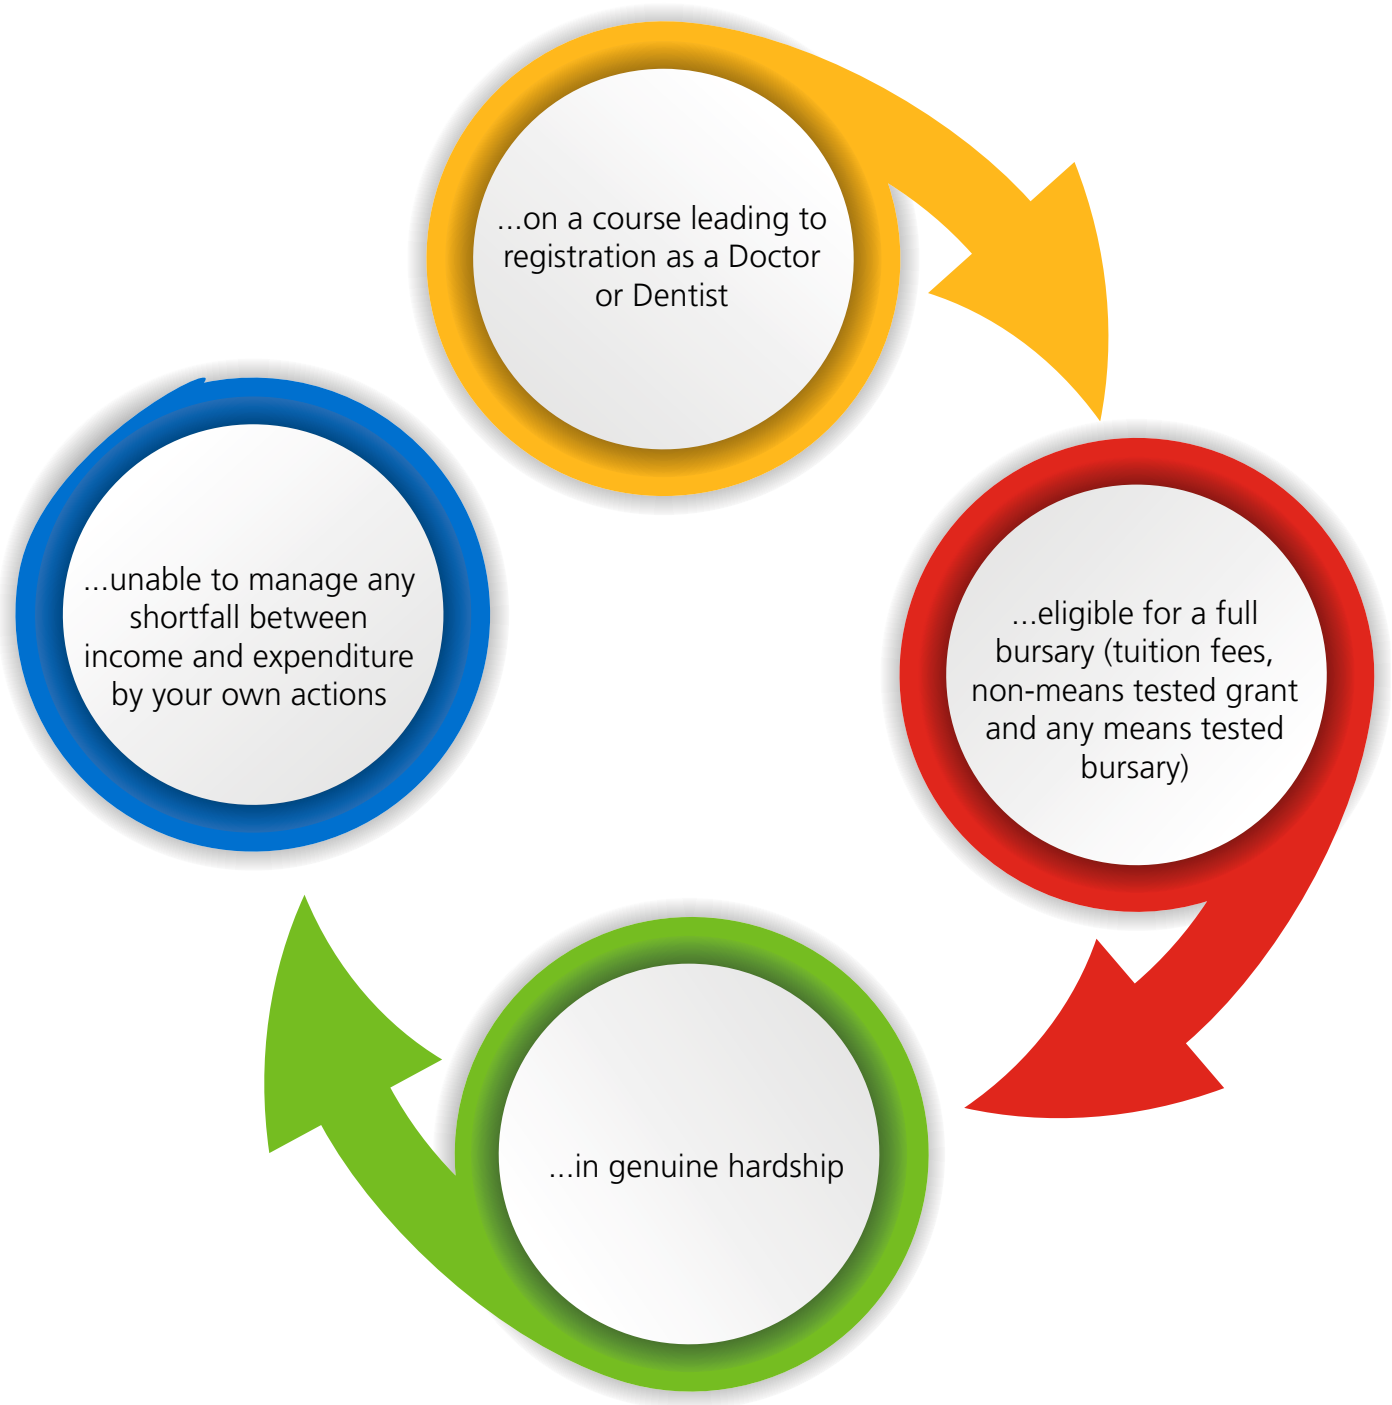 ...on a course leading to
registration as a Doctor
or Dentist
...eligible for a full
bursary (tuition fees,
non-means tested grant
and any means tested
bursary)
...in genuine hardship
...unable to manage any
shortfall between
income and expenditure
by your own actions